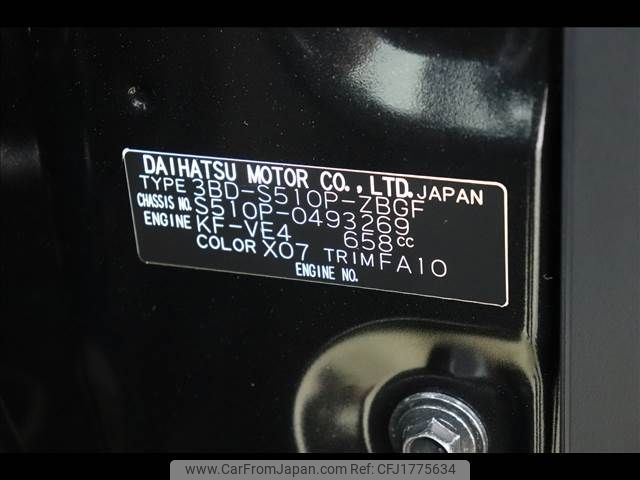 DAIHATSU MOTOR CO., LTD. JAPAN
TYPE 3BD-S510P-ZBGF
CHASSIS NO. S510P-0493269
ENGINE KF-VE4 658cc
COLOR X07 TRIM FA10
ENGINE NO.
www.CarFromJapan.com CFJ1775634